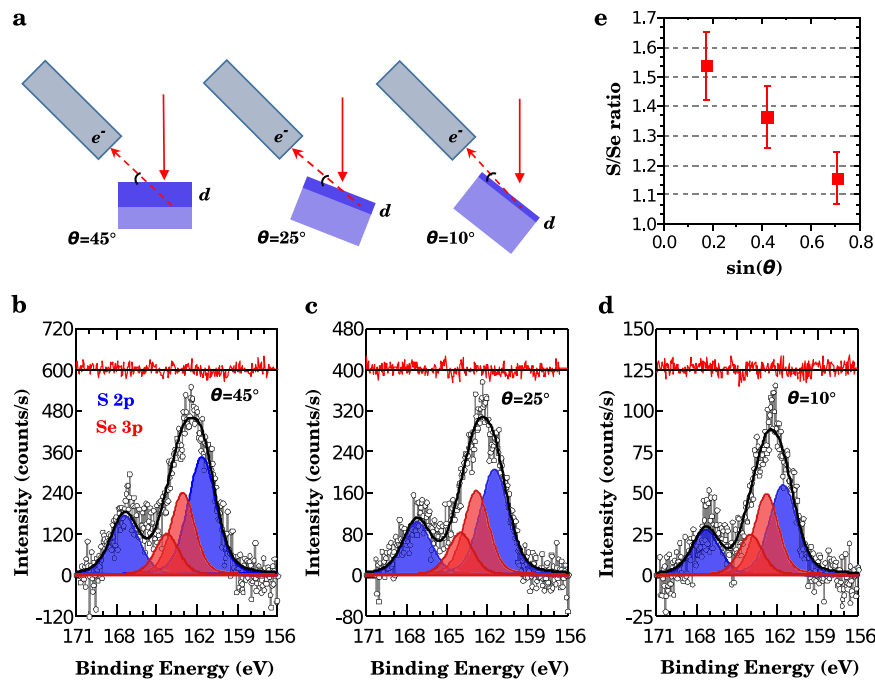 a
e⁻
d
θ=45°
e⁻
d
θ=25°
e⁻
d
θ=10°
e
S/Se ratio
1.7
1.6
1.5
1.4
1.3
1.2
1.1
1.0
0.0 0.2 0.4 0.6 0.8
sin(θ)
b
Intensity (counts/s)
720
600
480
360
240
120
0
-120
θ=45°
S 2p
Se 3p
171 168 165 162 159 156
Binding Energy (eV)
c
Intensity (counts/s)
480
400
320
240
160
80
0
-80
θ=25°
171 168 165 162 159 156
Binding Energy (eV)
d
Intensity (counts/s)
150
125
75
50
25
0
-25
θ=10°
171 168 165 162 159 156
Binding Energy (eV)